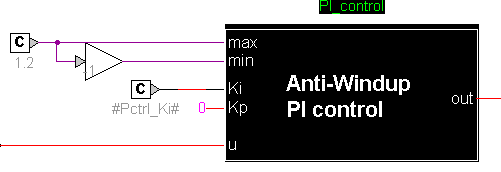 PI_control
C
max
1.2
-1
min
C
Ki
Anti-Windup
PI control
out
#Pctrl_Ki#
0
Kp
u